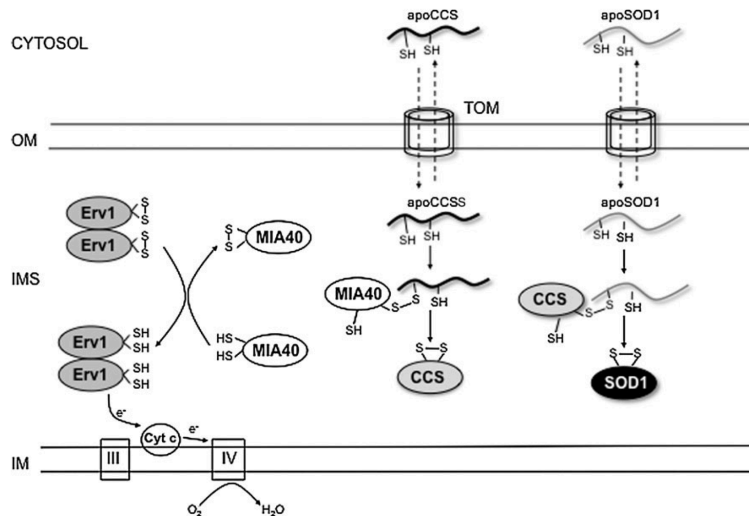 apoCCS
apoSOD1
CYTOSOL
SH
SH
SH
SH
TOM
OM
apoCCSS
apoSOD1
Erv1
S
S
Erv1
S
S
S
S
MIA40
SH
SH
SH
SH
IMS
MIA40
S
S
SH
SH
CCS
S
S
SH
SH
Erv1
SH
SH
Erv1
SH
SH
HS
HS
MIA40
S
S
CCS
S
S
SOD1
e-
Cyt c
e-
IM
III
IV
O2
H2O